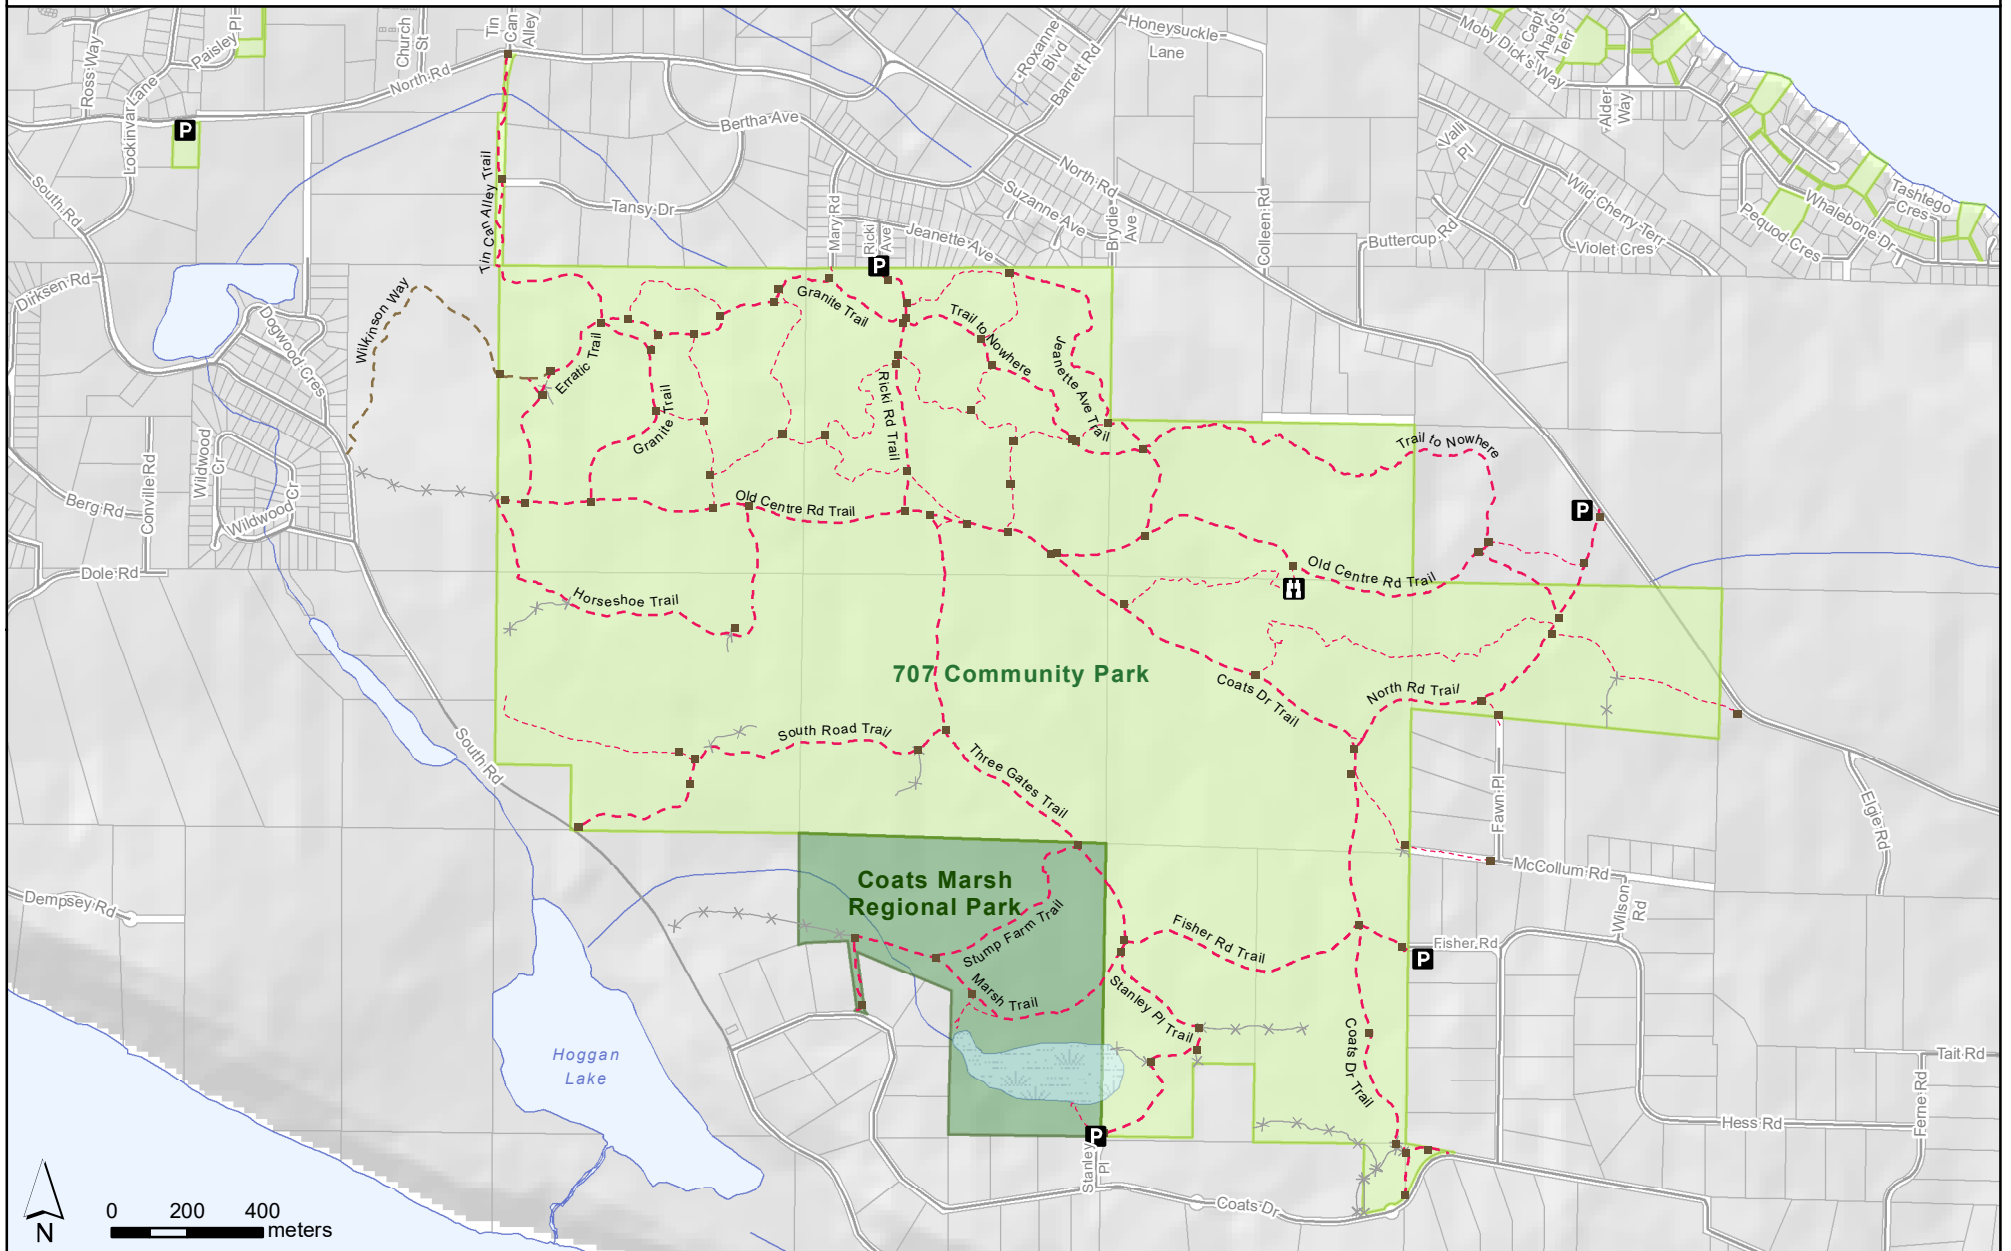 Ross Way
Paisley Pl
Church
St
Tin
Can
Alley
Roxanne
Blvd
Barrett Rd
Honeysuckle
Lane
Moby Dick's Way
Capt
Ahab's
Terr
Lockinvar Lane
North Rd
P
Bertha Ave
Alder
Way
Valli
Pl
South Rd
Tin Can Alley Trail
Tansy Dr
Mary Rd
Ricki
Ave
Jeanette Ave
Suzanne Ave
North Rd
Brydie
Ave
Colleen Rd
Buttercup Rd
Wild Cherry Terr
Violet Cres
Pequod Cres
Whalebone Dr
Tashtego
Cres
Dirksen Rd
Dogwood Cres
Wilkinson Way
P
Granite Trail
Trail to
Nowhere
Erratic Trail
Granite Trail
Ricki Rd Trail
Jeanette Ave Trail
Trail to Nowhere
Berg Rd
Conville Rd
Wildwood
Cr
Wildwood Cr
Old Centre Rd Trail
P
Dole Rd
Horseshoe Trail
Old Centre Rd Trail
707 Community Park
Coats Dr Trail
North Rd Trail
South Rd
South Road Trail
Three Gates Trail
Fawn Pl
Elgie Rd
McCollum Rd
Dempsey Rd
Coats Marsh
Regional Park
Stump Farm Trail
Fisher Rd Trail
Wilson
Rd
Fisher Rd
P
Marsh Trail
Stanley Pl Trail
Hoggan
Lake
Coats Dr Trail
Tait Rd
Ferne Rd
Hess Rd
P
Stanley
Pl
Coats Dr
N
0 200 400
meters